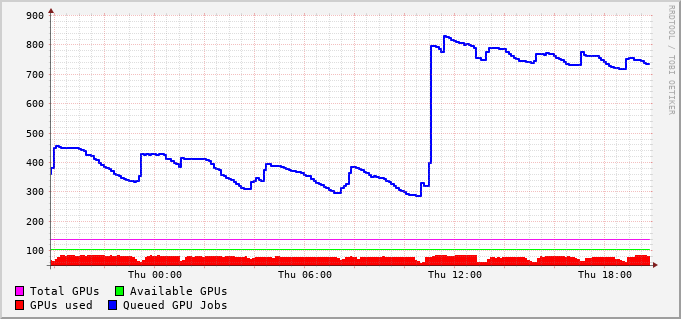 900
800
700
600
500
400
300
200
100
Thu 00:00 Thu 06:00 Thu 12:00 Thu 18:00
Total GPUs Available GPUs
GPUs used Queued GPU Jobs
RRDTOOL / TOBI OETIKER